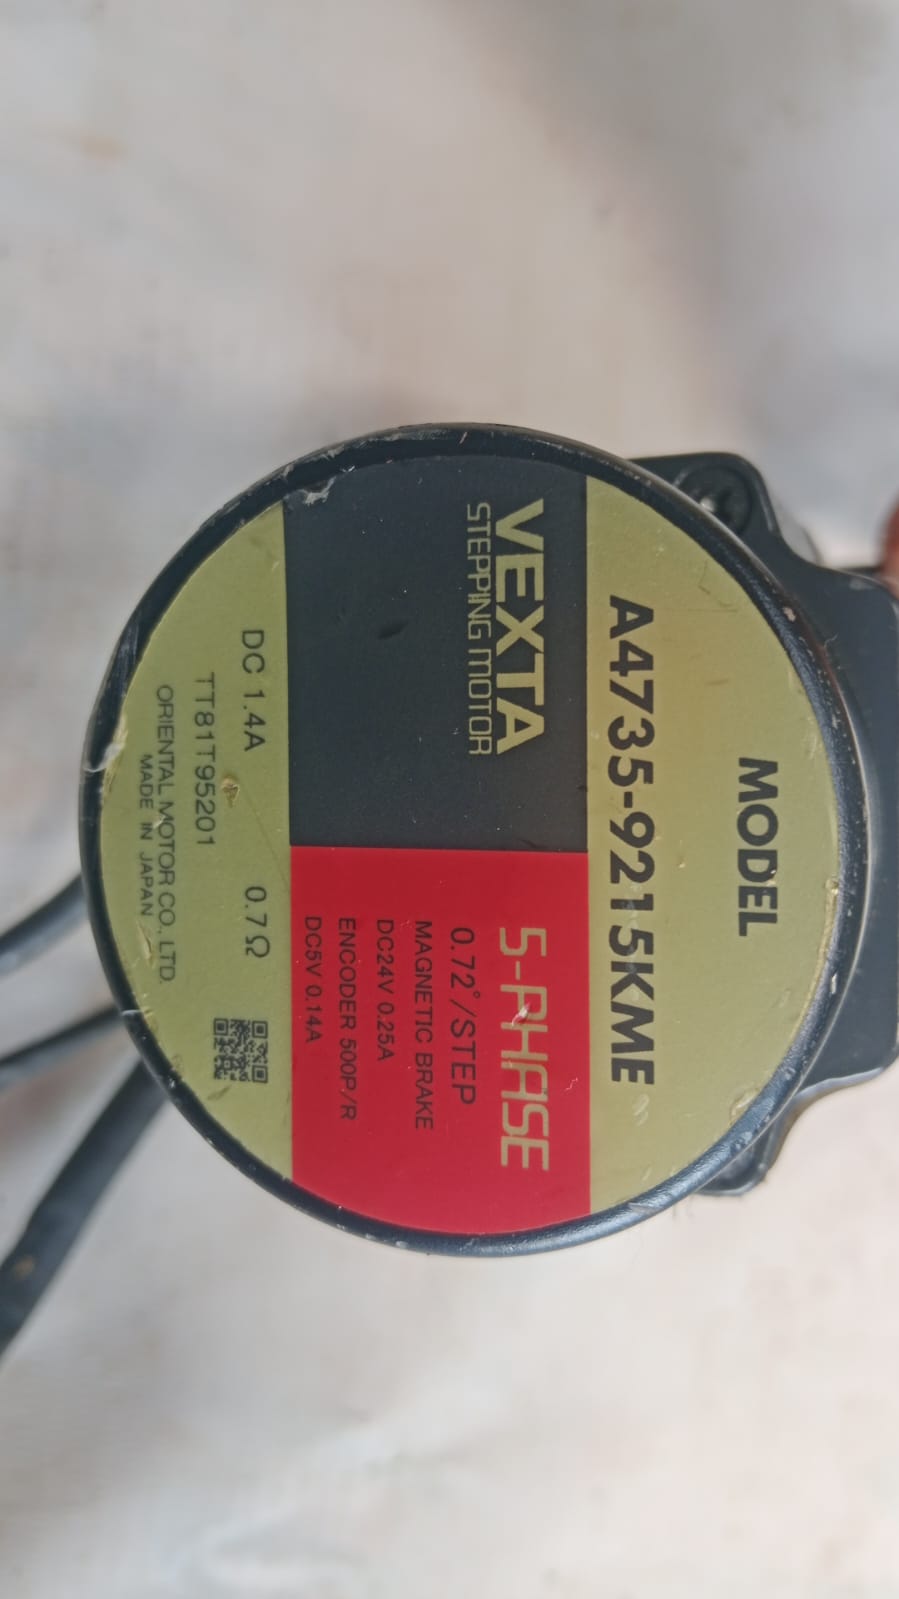 MODEL
A4735-9215KME
VEXTA
STEPPING MOTOR
5-PHASE
0.72°/STEP
MAGNETIC BRAKE
DC24V 0.25A
ENCODER 500P/R
DC5V 0.14A
DC 1.4A 0.7Ω
TT81T95201
ORIENTAL MOTOR CO., LTD.
MADE IN JAPAN